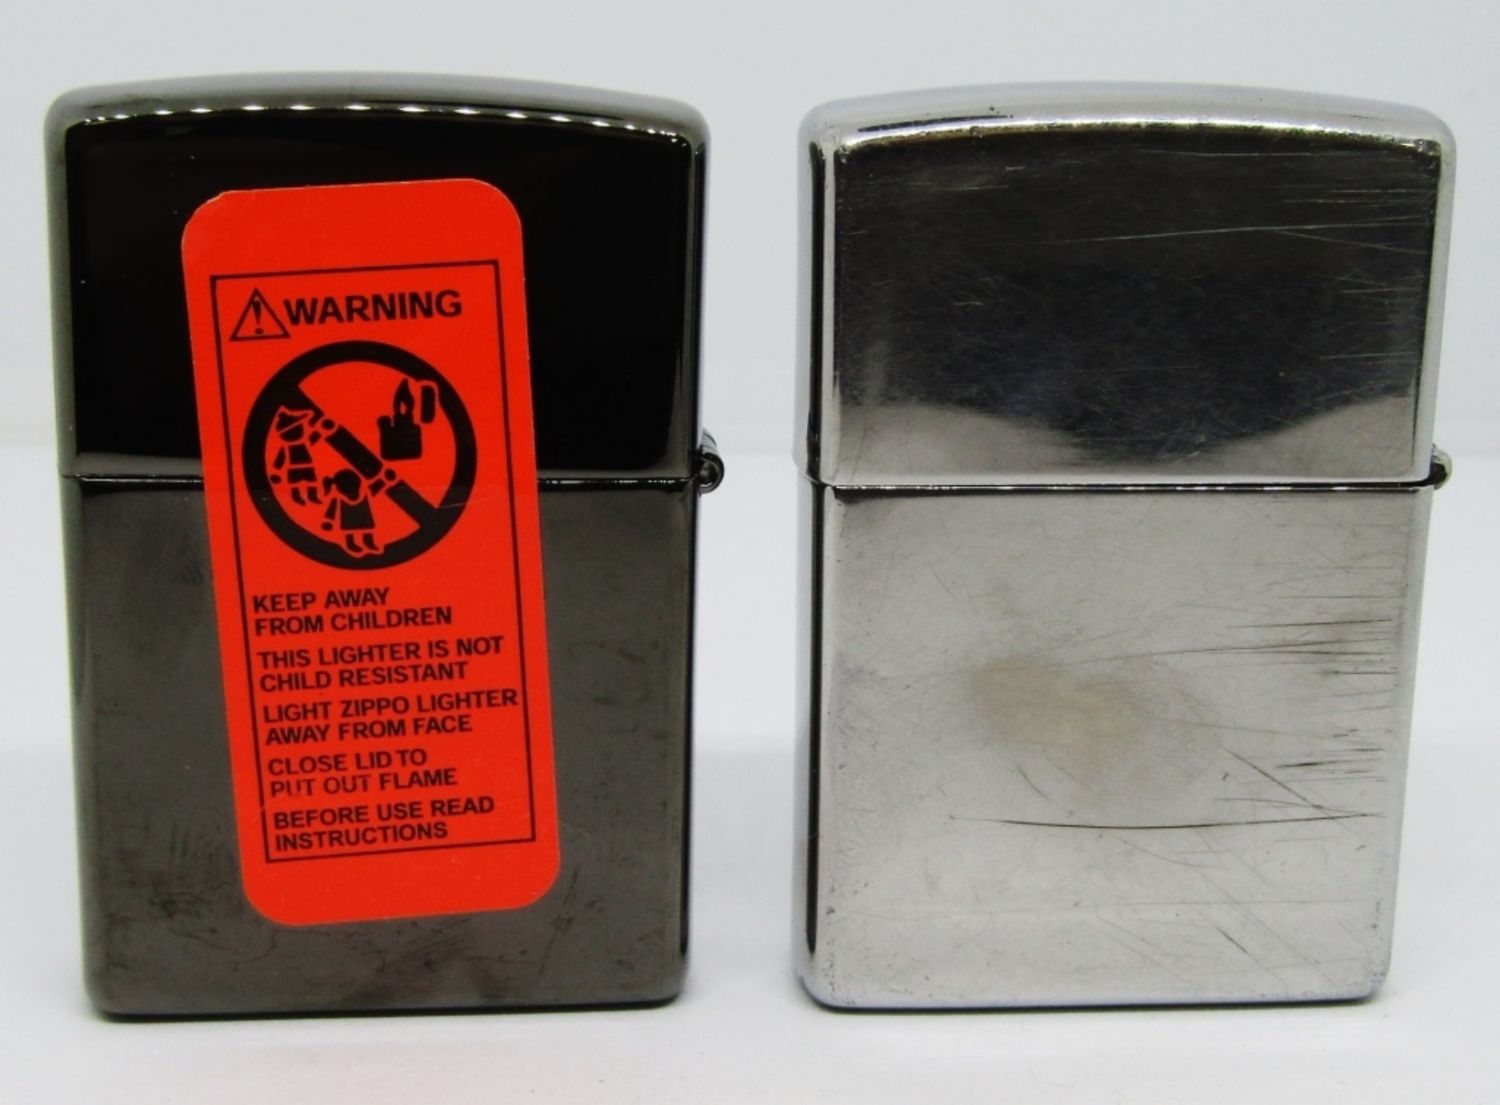 WARNING
KEEP AWAY
FROM CHILDREN
THIS LIGHTER IS NOT
CHILD RESISTANT
LIGHT ZIPPO LIGHTER
AWAY FROM FACE
CLOSE LID TO
PUT OUT FLAME
BEFORE USE READ
INSTRUCTIONS